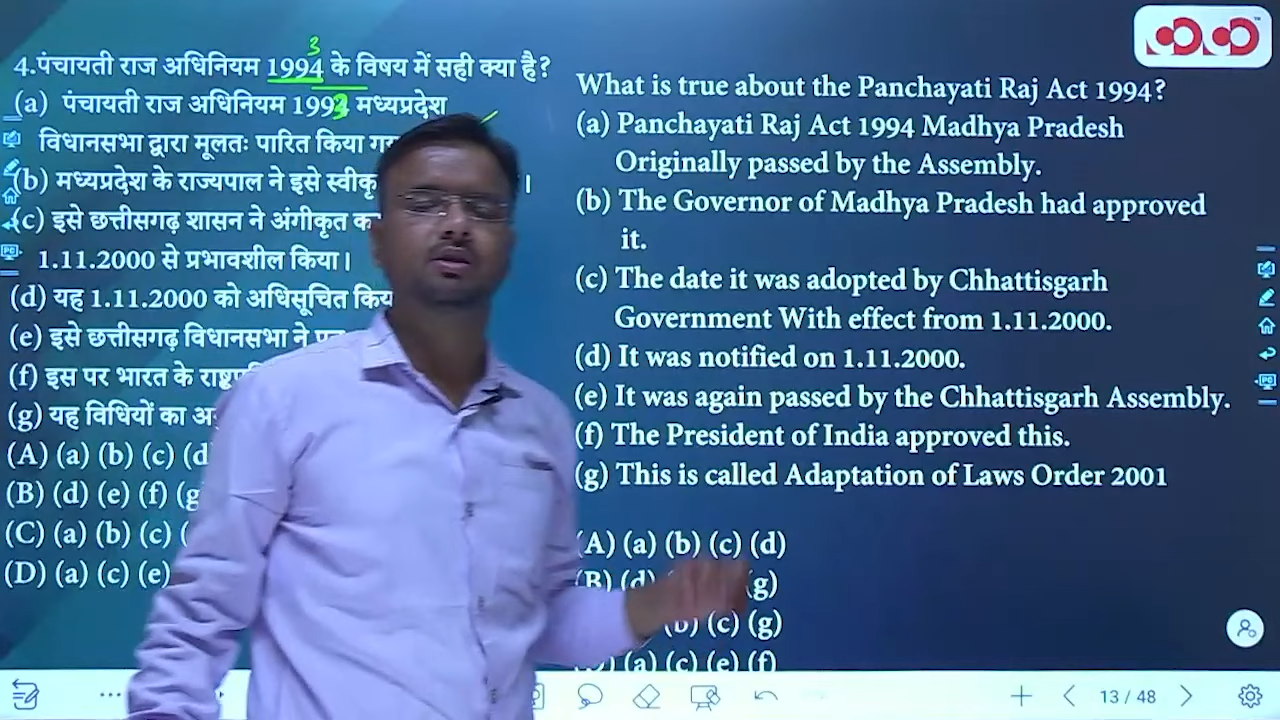 4.पंचायती राज अधिनियम 1994 के विषय में सही क्या है?
3
(a) पंचायती राज अधिनियम 1993 मध्यप्रदेश
विधानसभा द्वारा मूलतः पारित किया
(b) मध्यप्रदेश के राज्यपाल ने इसे
(c) इसे छत्तीसगढ़ शासन ने अंगीकृत
1.11.2000 से प्रभावशील किया।
(d) यह 1.11.2000 को अधिसूचित
(e) इसे छत्तीसगढ़ विधानसभा ने
(f) इस पर भारत के
(g) यह विधियों का
(A) (a) (b) (c) (d
(B) (d) (e) (f) (g
(C) (a) (b) (c) (
(D) (a) (c) (e)
What is true about the Panchayati Raj Act 1994?
(a) Panchayati Raj Act 1994 Madhya Pradesh
Originally passed by the Assembly.
(b) The Governor of Madhya Pradesh had approved
it.
(c) The date it was adopted by Chhattisgarh
Government With effect from 1.11.2000.
(d) It was notified on 1.11.2000.
(e) It was again passed by the Chhattisgarh Assembly.
(f) The President of India approved this.
(g) This is called Adaptation of Laws Order 2001
(A) (a) (b) (c) (d)
(B) (d) (g)
(b) (c) (g)
(a) (c) (e) (f)
13 / 48